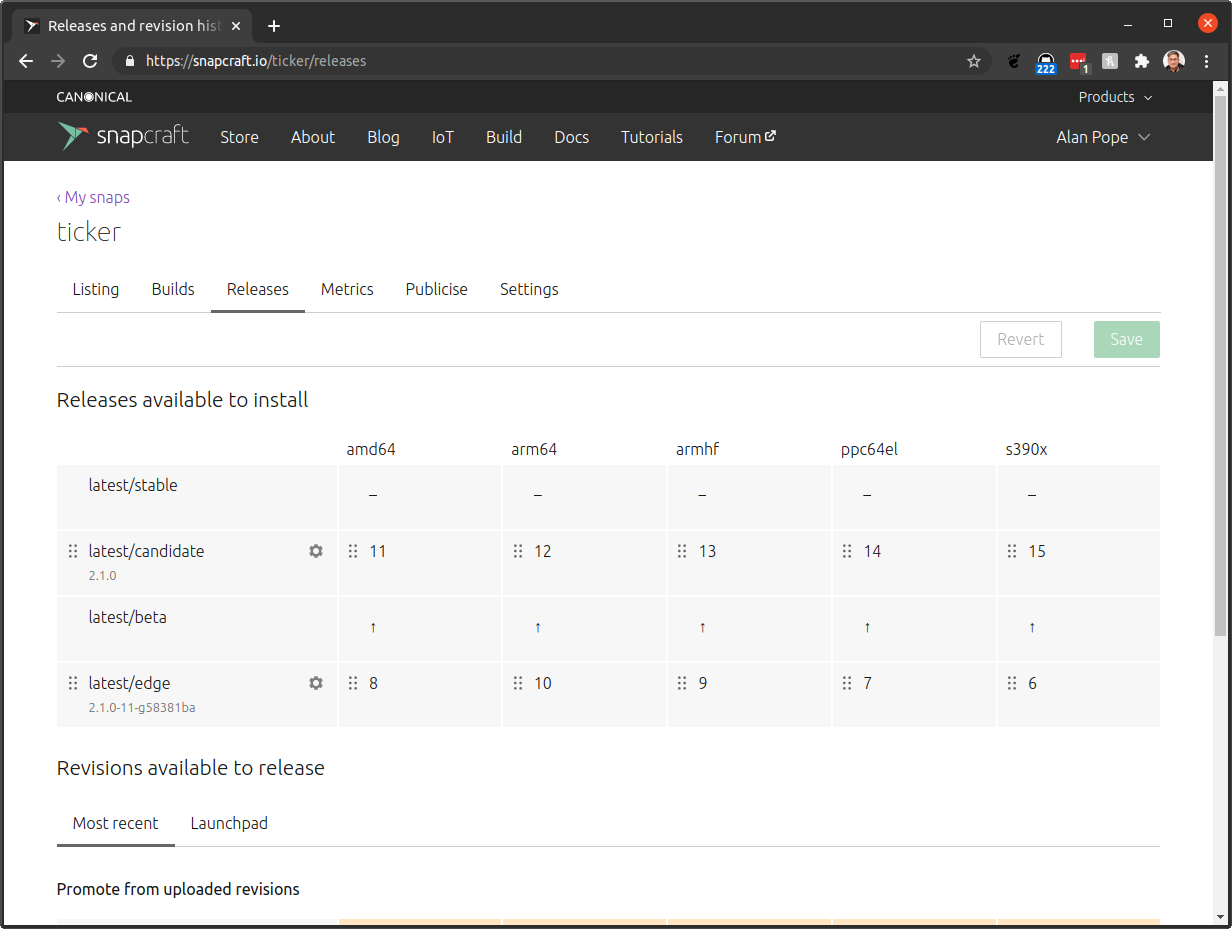 Releases and revision hist
https://snapcraft.io/ticker/releases
222
1
CANONICAL
Products
snapcraft Store About Blog IoT Build Docs Tutorials Forum Alan Pope
‹ My snaps
ticker
Listing Builds Releases Metrics Publicise Settings
Revert Save
Releases available to install
amd64 arm64 armhf ppc64el s390x
latest/stable – – – – –
latest/candidate 11 12 13 14 15
2.1.0
latest/beta ↑ ↑ ↑ ↑ ↑
latest/edge 8 10 9 7 6
2.1.0-11-g58381ba
Revisions available to release
Most recent Launchpad
Promote from uploaded revisions